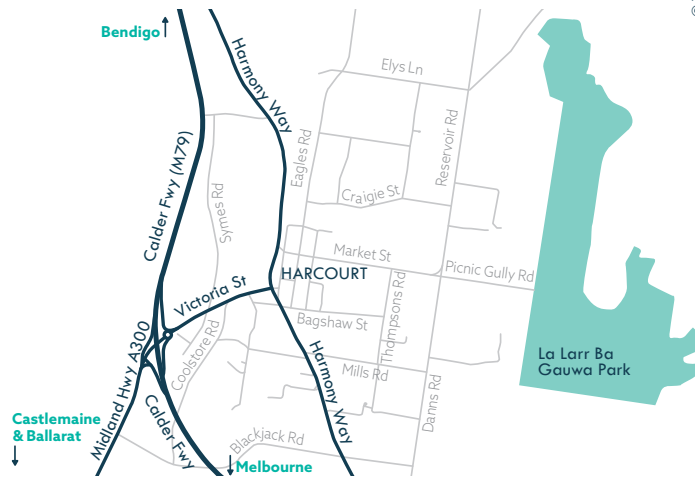 Bendigo
Harmony Way
Elys Ln
Calder Fwy (M79)
Eagles Rd
Reservoir Rd
Symes Rd
Craigie St
Market St
Picnic Gully Rd
HARCOURT
Victoria St
Thompsons Rd
Bagshaw St
Midland Hwy A300
Coolstore Rd
Harmony Way
Mills Rd
La Larr Ba
Gauwa Park
Danns Rd
Calder Fwy
Castlemaine
& Ballarat
Blackjack Rd
Melbourne